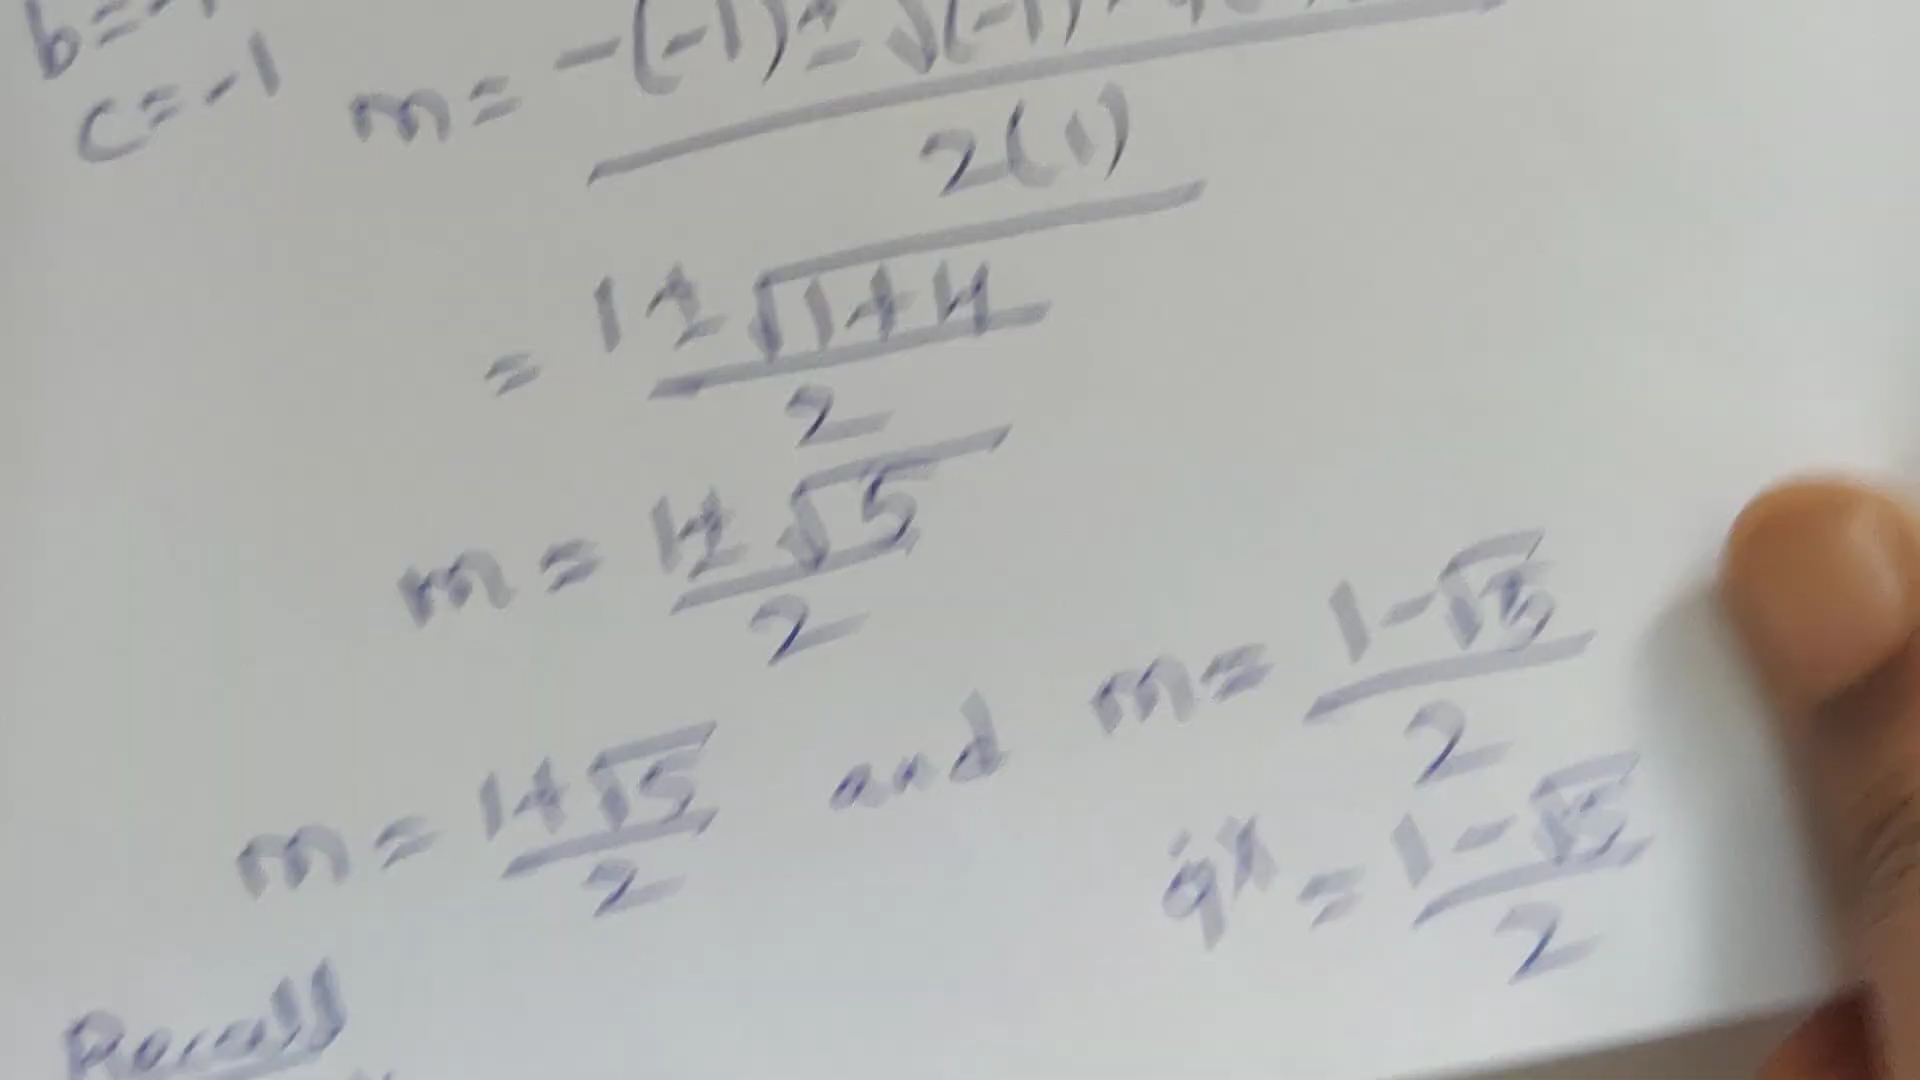 c=-1
m = -(-1)±√(-1)
2(1)
= 1±√1+4
2
m = 1±√5
2
m = 1+√5 and m = 1-√5
2 2
9ˣ = 1-√5
2
Recall